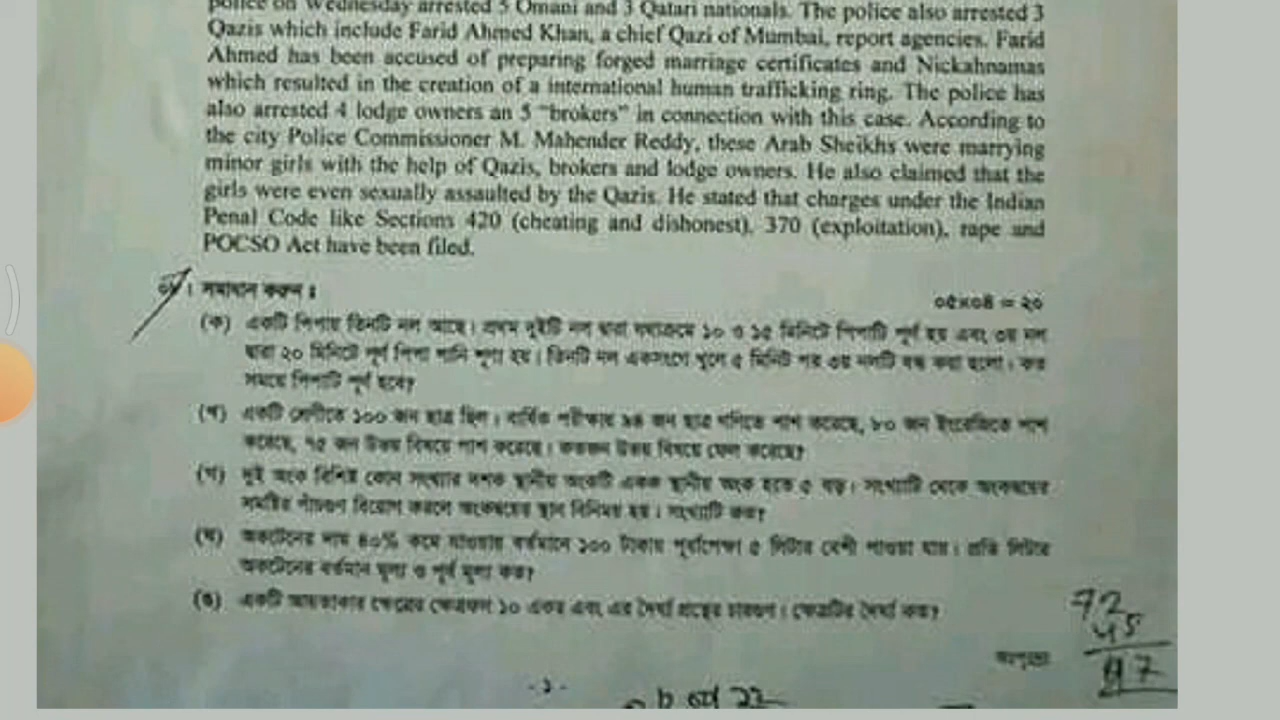 police on Wednesday arrested 5 Omani and 3 Qatari nationals. The police also arrested 3
Qazis which include Farid Ahmed Khan, a chief Qazi of Mumbai, report agencies. Farid
Ahmed has been accused of preparing forged marriage certificates and Nickahnamas
which resulted in the creation of a international human trafficking ring. The police has
also arrested 4 lodge owners an 5 "brokers" in connection with this case. According to
the city Police Commissioner M. Mahender Reddy, these Arab Sheikhs were marrying
minor girls with the help of Qazis, brokers and lodge owners. He also claimed that the
girls were even sexually assaulted by the Qazis. He stated that charges under the Indian
Penal Code like Sections 420 (cheating and dishonest), 370 (exploitation), rape and
POCSO Act have been filed.
। সমাধান করুন ঃ
০৫×০৪ = ২০
(ক) একটি পিপায় তিনটি নল আছে। প্রথম দুইটি নল দ্বারা যথাক্রমে ১০ ও ১৫ মিনিটে পিপাটি পূর্ণ হয় এবং ৩য় নল
দ্বারা ২০ মিনিটে পূর্ণ পিপা খালি হয়। তিনটি নল একসাথে খুলে ৫ মিনিট পর ৩য় নলটি বন্ধ করা হলো। কত
সময়ে পিপাটি পূর্ণ হবে?
(খ) একটি শ্রেণীতে ১০০ জন ছাত্র ছিল। বার্ষিক পরীক্ষায় ৯৪ জন ছাত্র গনিতে পাশ করেছে, ৮০ জন ইংরেজিতে পাশ
করেছে, ৭৫ জন উভয় বিষয়ে পাশ করেছে। কতজন উভয় বিষয়ে ফেল করেছে?
(গ) দুই অংক বিশিষ্ট কোন সংখ্যার দশক স্থানীয় অংকটি একক স্থানীয় অংক হতে ৫ বড়। সংখ্যাটি থেকে অংকদ্বয়ের
সমষ্টির পাঁচগুণ বিয়োগ করলে অংকদ্বয়ের স্থান বিনিময় হয়। সংখ্যাটি কত?
(ঘ) অকটেনের দাম ৪০% কমে যাওয়ায় বর্তমানে ১০০ টাকায় পূর্বাপেক্ষা ৫ লিটার বেশী পাওয়া যায়। প্রতি লিটার
অকটেনের বর্তমান মূল্য ও পূর্ব মূল্য কত?
(ঙ) একটি আয়তাকার ক্ষেত্রের ক্ষেত্রফল ১০ একর এবং এর দৈর্ঘ্য প্রস্থের চারগুণ। ক্ষেত্রটির দৈর্ঘ্য কত?
72
অপৃষ্ঠা
- ১ -